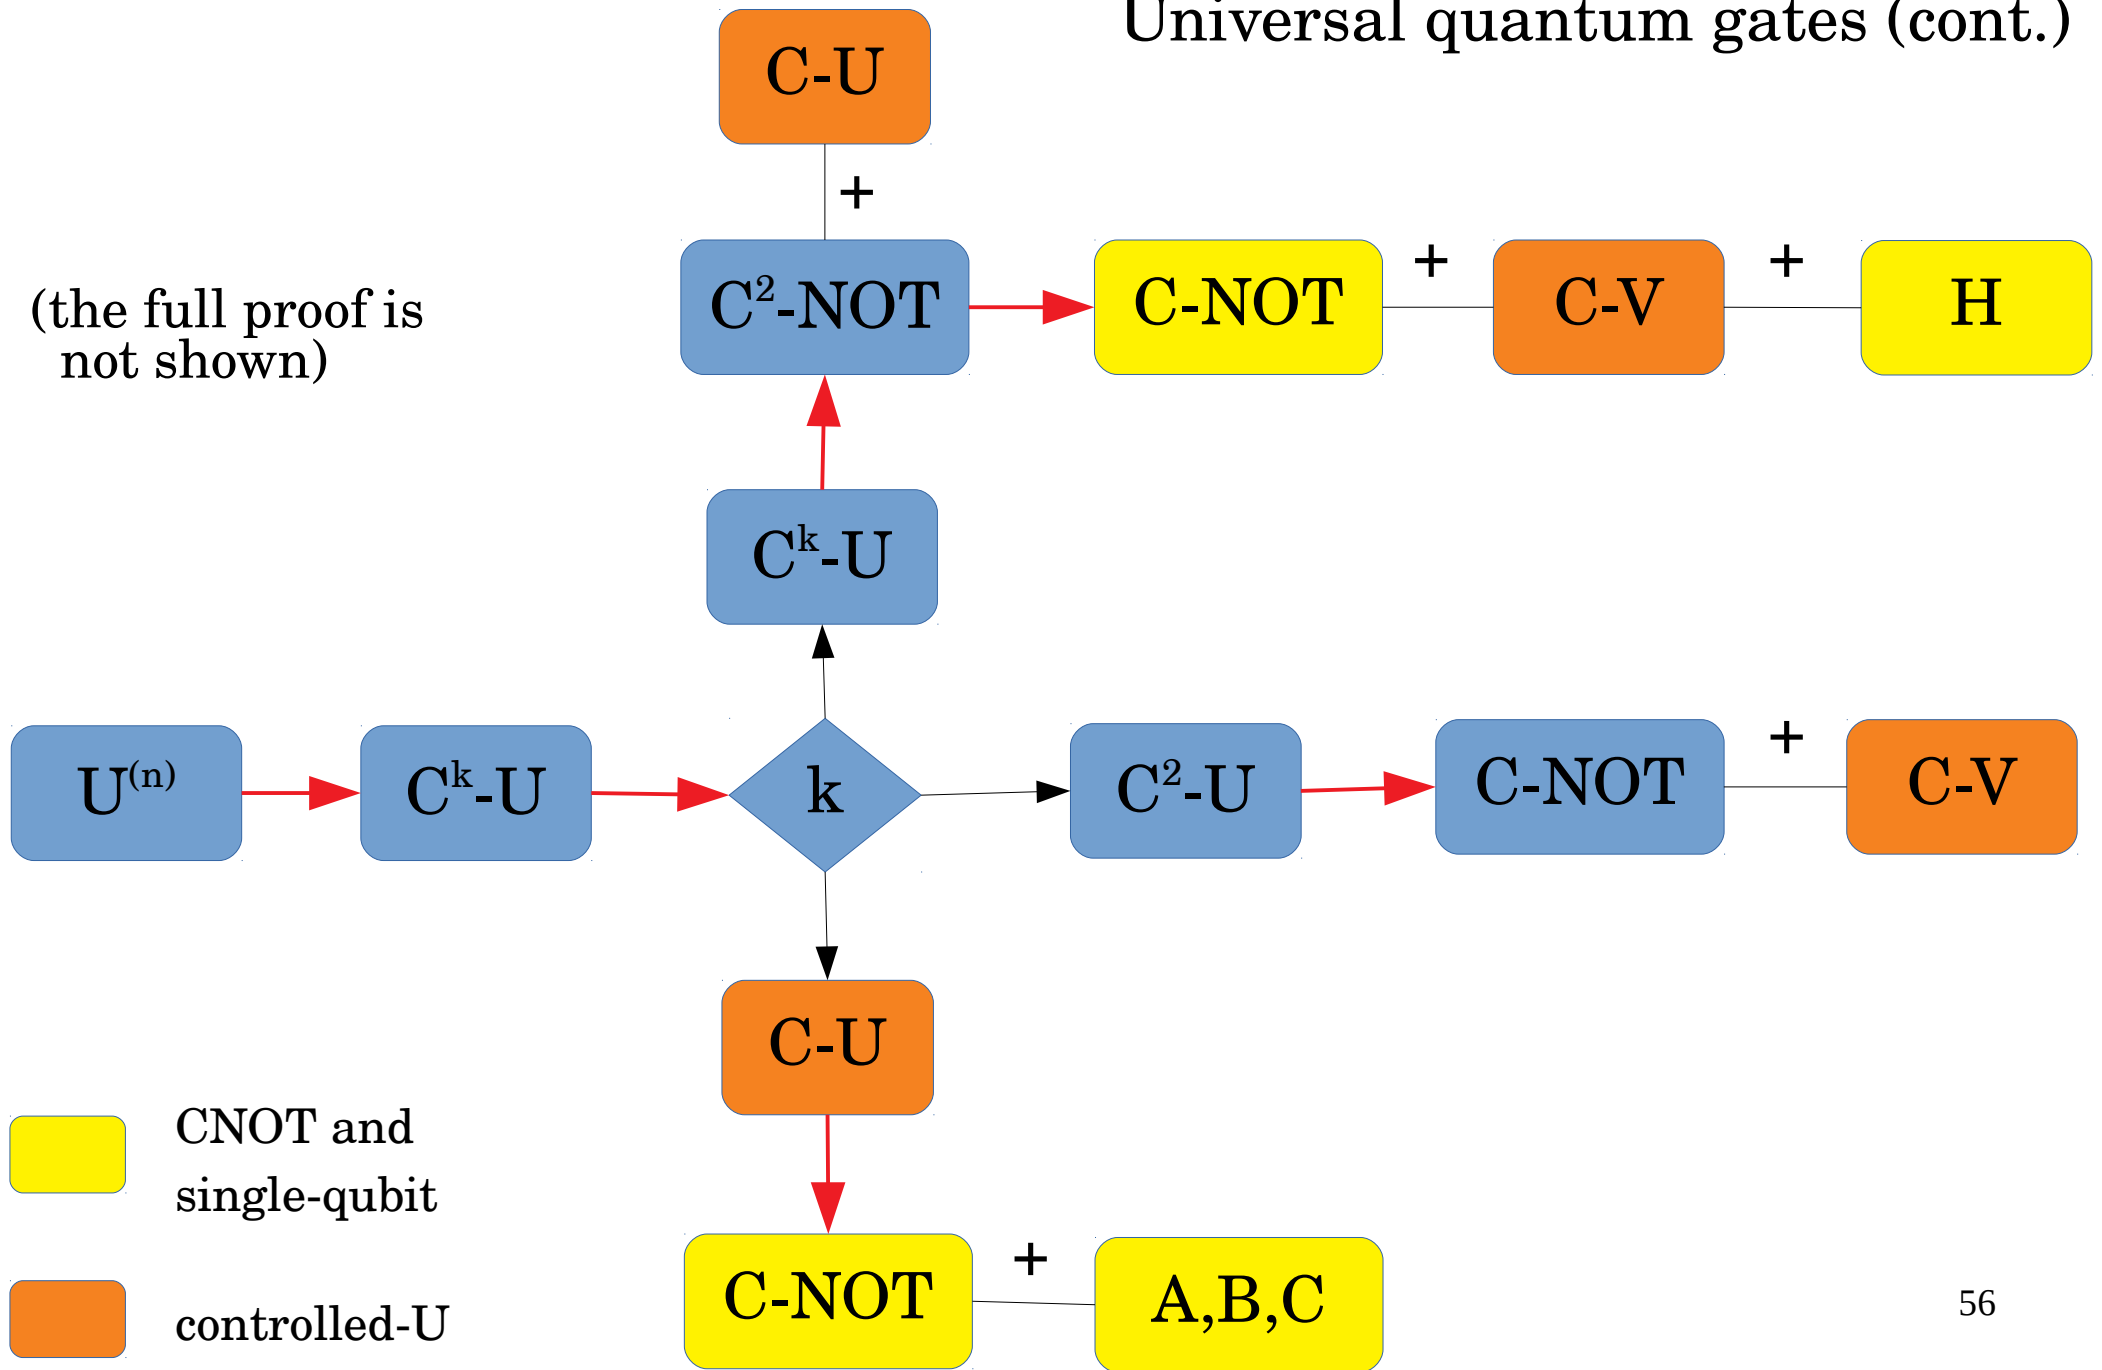 Universal quantum gates (cont.)
C-U
+
C²-NOT
C-NOT
+
C-V
+
H
(the full proof is
not shown)
Cᵏ-U
U⁽ⁿ⁾
Cᵏ-U
k
C²-U
C-NOT
+
C-V
C-U
CNOT and
single-qubit
C-NOT
+
A,B,C
controlled-U
56